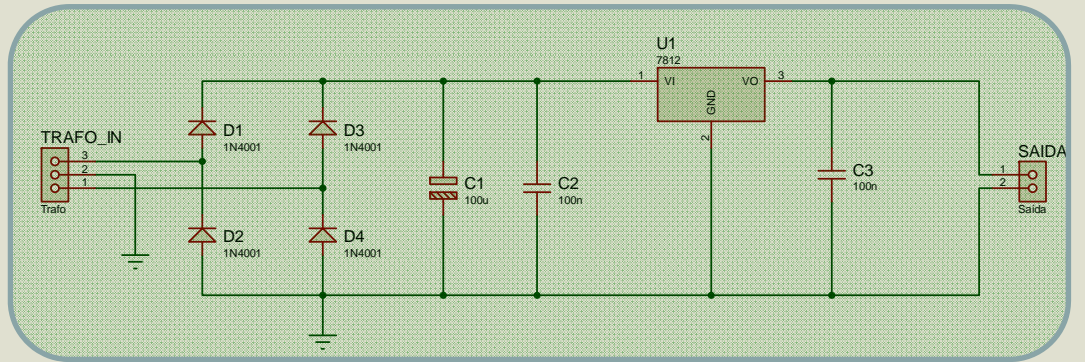 U1
7812
1
VI
VO
3
GND
2
D1
1N4001
D3
1N4001
TRAFO_IN
3
2
1
Trafo
C1
100u
C2
100n
C3
100n
SAIDA
1
2
Saída
D2
1N4001
D4
1N4001